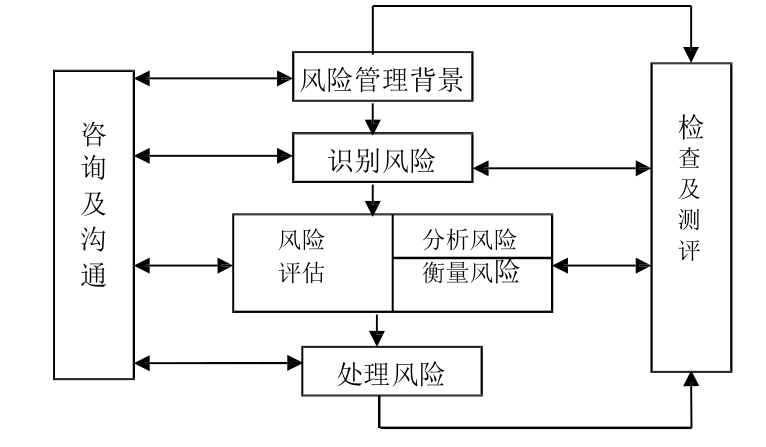 风险管理背景
咨询及沟通
检查及测评
识别风险
风险
评估
分析风险
衡量风险
处理风险